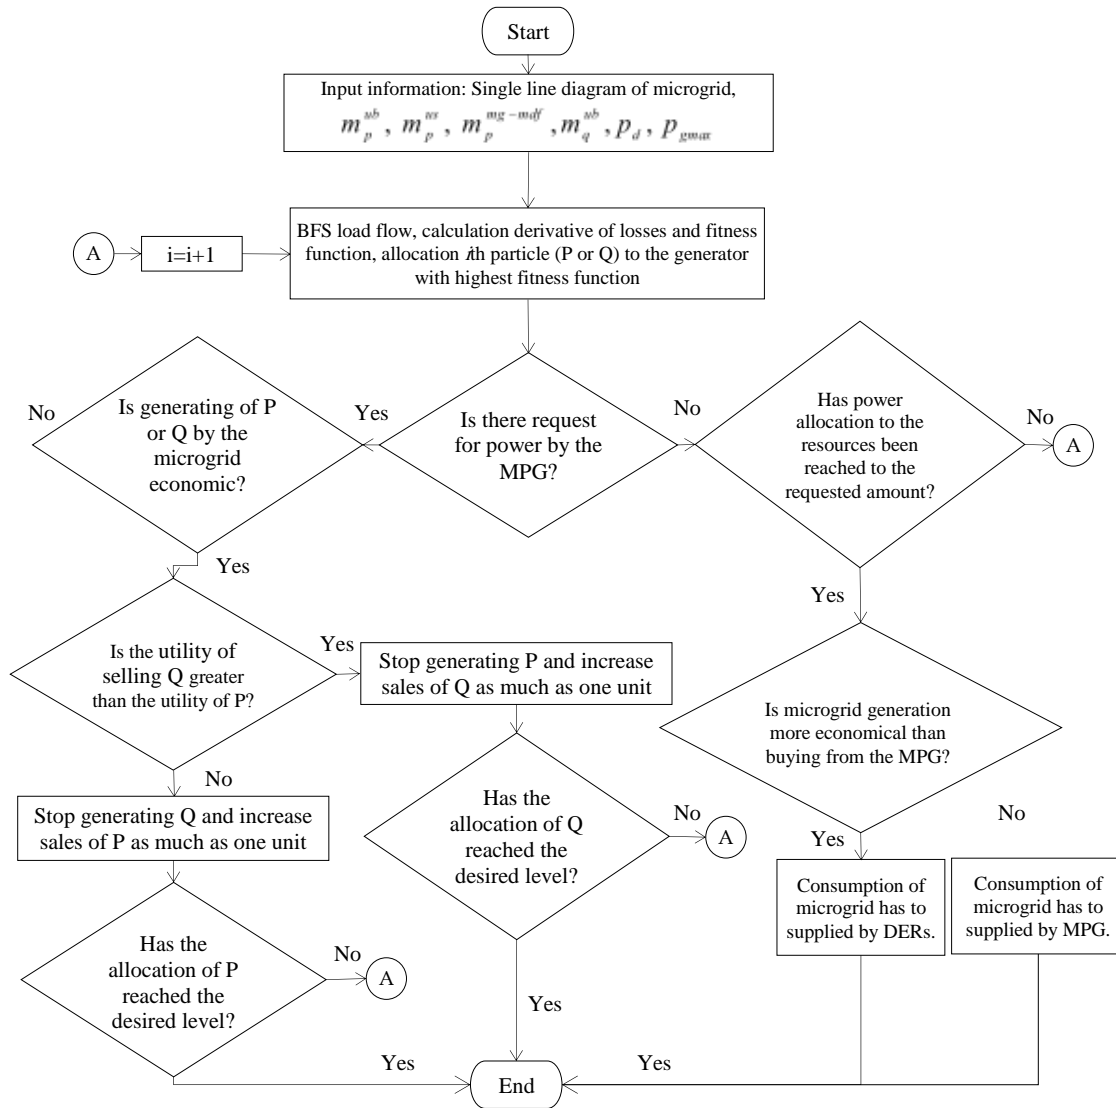 Start
Input information: Single line diagram of microgrid,
m_p^{ub}, m_p^{us}, m_p^{mg-mdf}, m_q^{ub}, p_d, p_{gmax}
A
i=i+1
BFS load flow, calculation derivative of losses and fitness
function, allocation ith particle (P or Q) to the generator
with highest fitness function
No
Is generating of P
or Q by the
microgrid
economic?
Yes
Is there request
for power by the
MPG?
No
Has power
allocation to the
resources been
reached to the
requested amount?
No
A
Yes
Yes
Is the utility of
selling Q greater
than the utility of P?
Yes
Stop generating P and increase
sales of Q as much as one unit
Is microgrid generation
more economical than
buying from the MPG?
No
Stop generating Q and increase
sales of P as much as one unit
Has the
allocation of Q
reached the
desired level?
No
A
Yes
No
Consumption of
microgrid has to
supplied by DERs.
Consumption of
microgrid has to
supplied by MPG.
Has the
allocation of P
reached the
desired level?
No
A
Yes
Yes
End
Yes